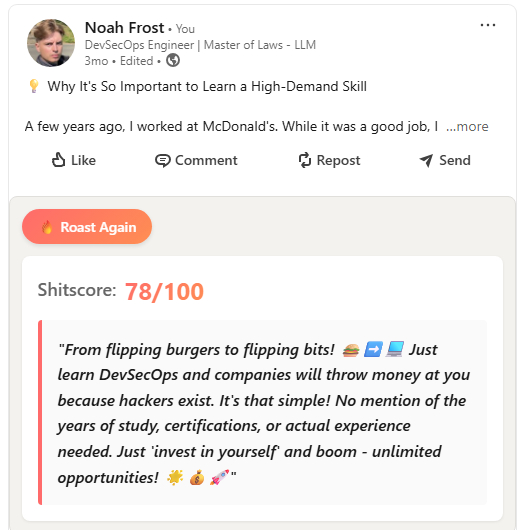 Noah Frost • You
DevSecOps Engineer | Master of Laws - LLM
3mo • Edited •
💡 Why It's So Important to Learn a High-Demand Skill
A few years ago, I worked at McDonald's. While it was a good job, I …more
Like
Comment
Repost
Send
🔥 Roast Again
Shitscore: 78/100
"From flipping burgers to flipping bits! 🍔 ➡️ 💻 Just
learn DevSecOps and companies will throw money at you
because hackers exist. It's that simple! No mention of the
years of study, certifications, or actual experience
needed. Just 'invest in yourself' and boom - unlimited
opportunities! 🌟 💰 🚀"